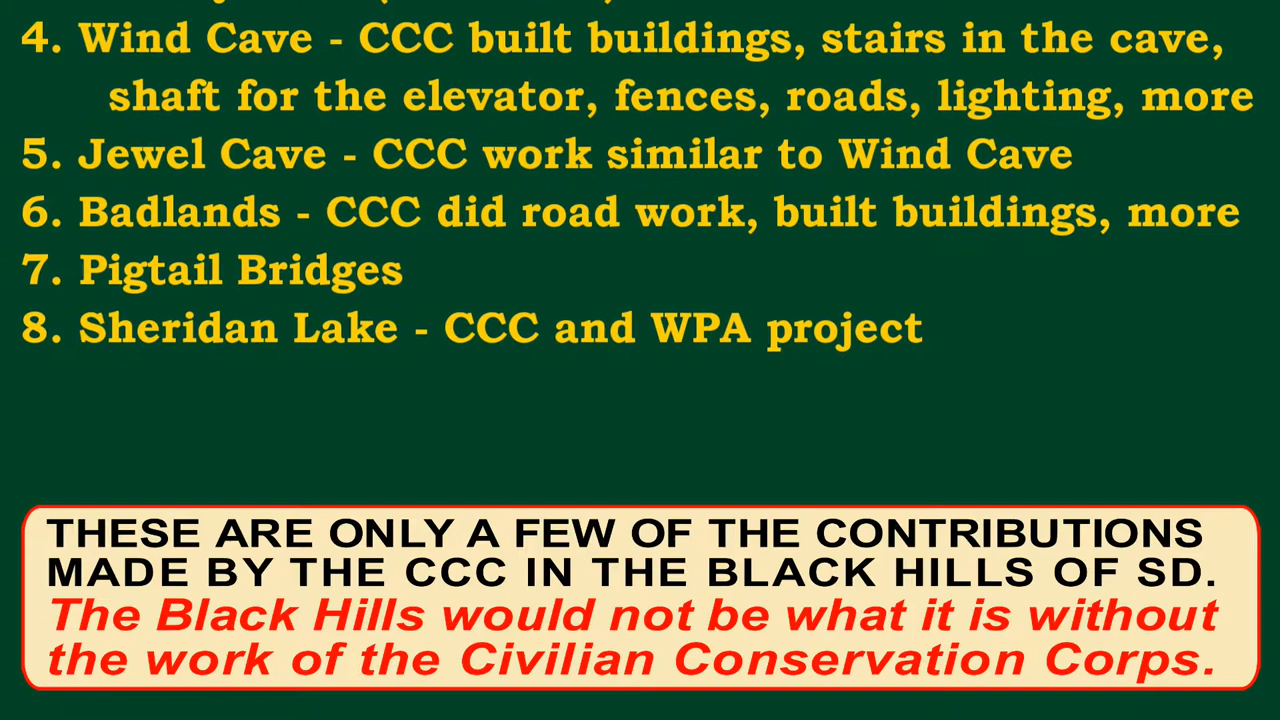 4. Wind Cave - CCC built buildings, stairs in the cave,
shaft for the elevator, fences, roads, lighting, more
5. Jewel Cave - CCC work similar to Wind Cave
6. Badlands - CCC did road work, built buildings, more
7. Pigtail Bridges
8. Sheridan Lake - CCC and WPA project
THESE ARE ONLY A FEW OF THE CONTRIBUTIONS
MADE BY THE CCC IN THE BLACK HILLS OF SD.
The Black Hills would not be what it is without
the work of the Civilian Conservation Corps.